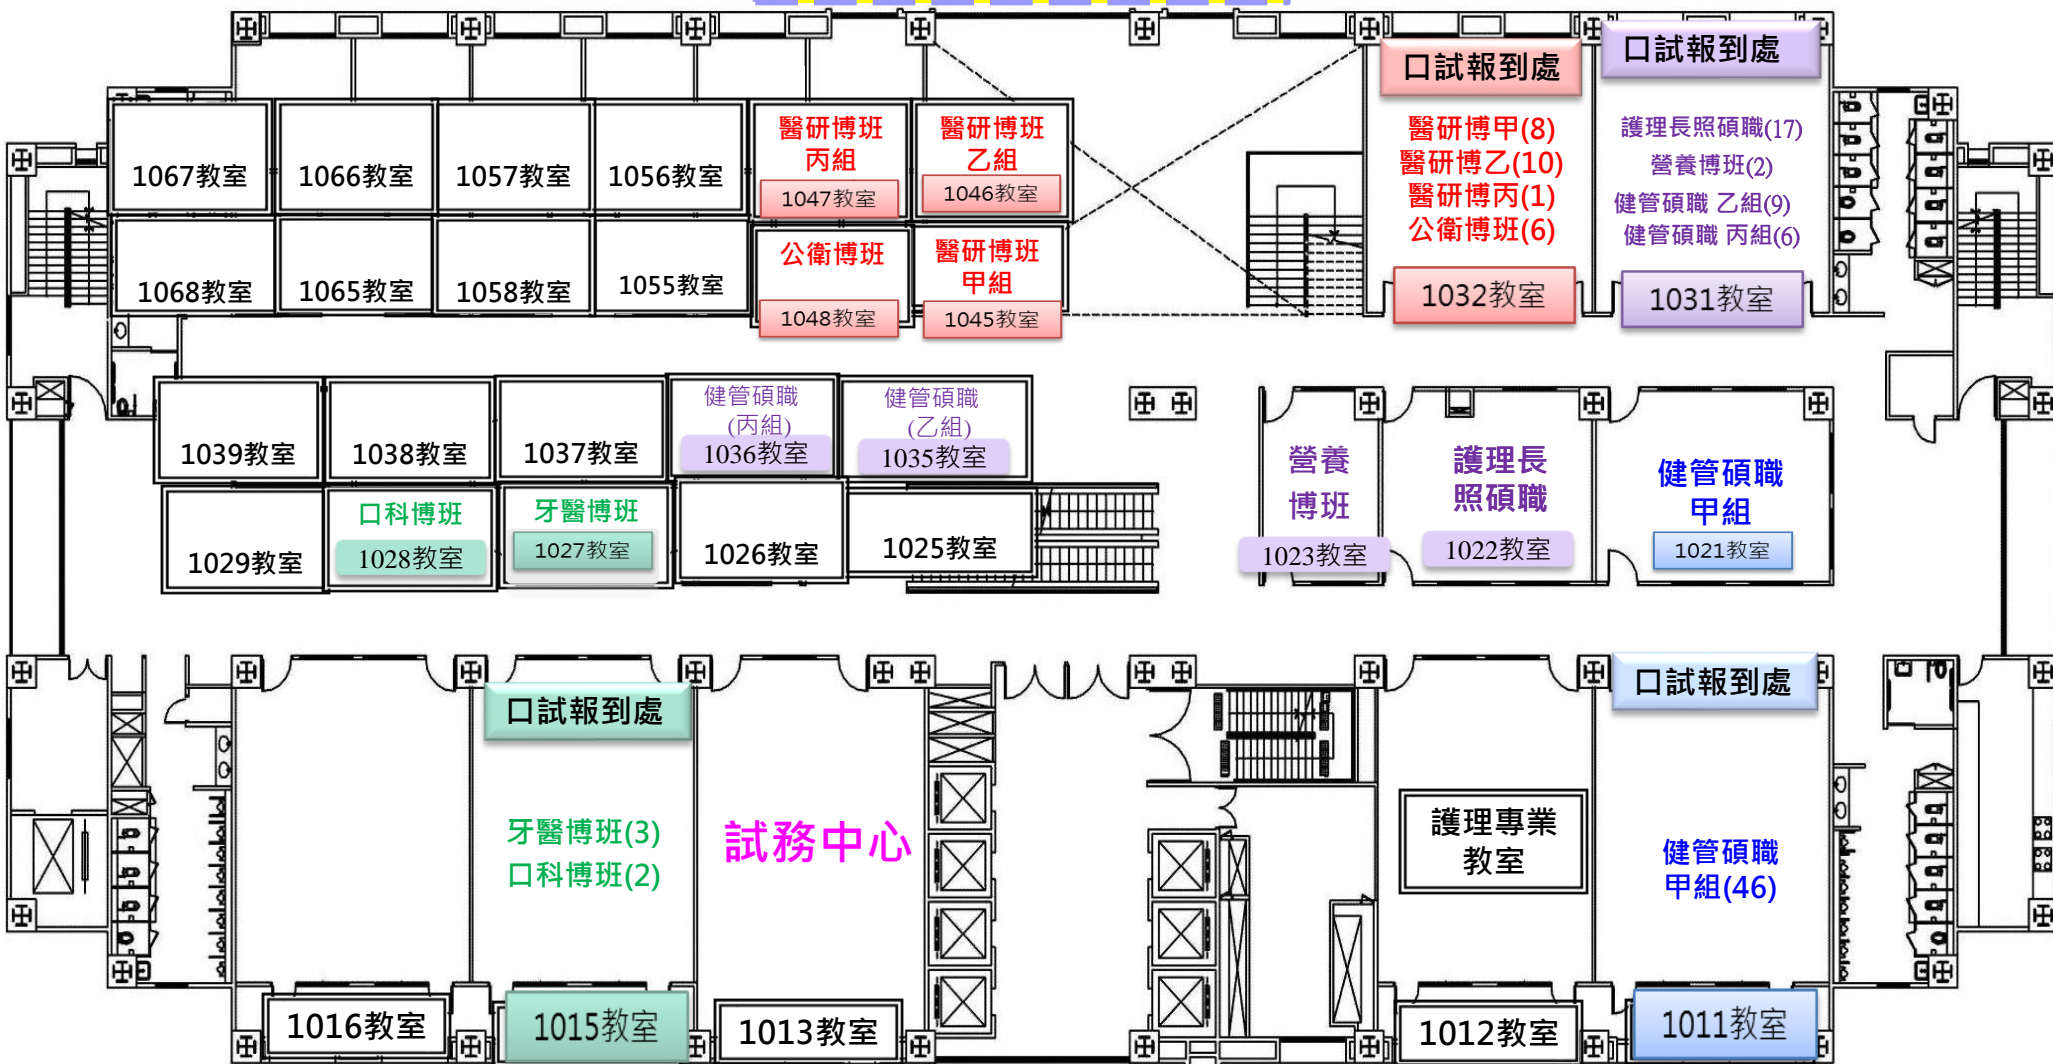 口試報到處
口試報到處
醫研博甲(8)
醫研博乙(10)
醫研博丙(1)
公衛博班(6)
1032教室
護理長照碩職(17)
營養博班(2)
健管碩職 乙組(9)
健管碩職 丙組(6)
1031教室
1067教室
1066教室
1057教室
1056教室
醫研博班
丙組
1047教室
醫研博班
乙組
1046教室
1068教室
1065教室
1058教室
1055教室
公衛博班
1048教室
醫研博班
甲組
1045教室
1039教室
1038教室
1037教室
健管碩職
(丙組)
1036教室
健管碩職
(乙組)
1035教室
1029教室
口科博班
1028教室
牙醫博班
1027教室
1026教室
1025教室
營養
博班
1023教室
護理長
照碩職
1022教室
健管碩職
甲組
1021教室
口試報到處
牙醫博班(3)
口科博班(2)
1015教室
試務中心
1013教室
1016教室
護理專業
教室
1012教室
口試報到處
健管碩職
甲組(46)
1011教室